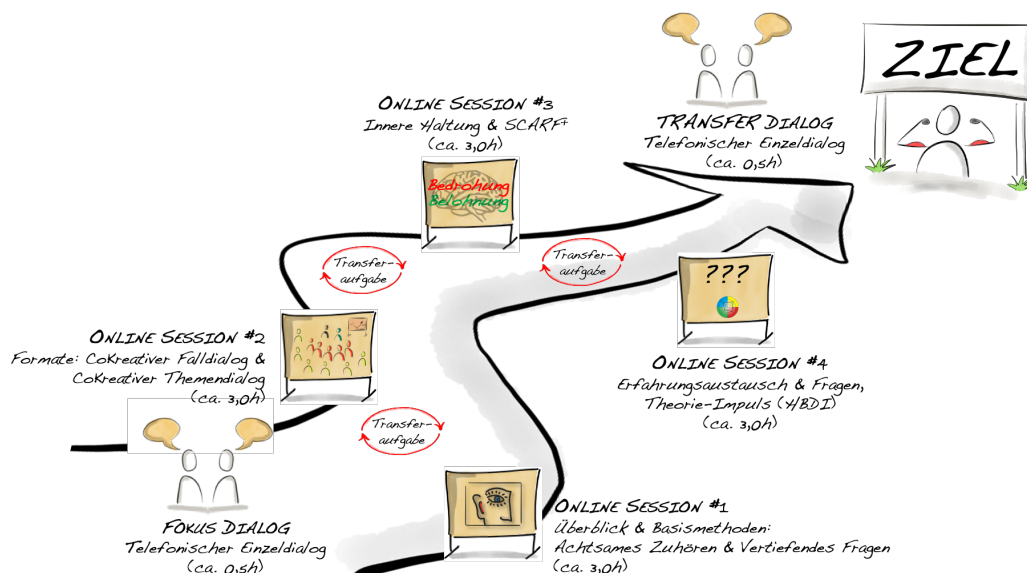 FOKUS DIALOG
Telefonischer Einzeldialog
(ca. 0,5h)
ONLINE SESSION #1
Überblick & Basismethoden:
Achtsames Zuhören & Vertiefendes Fragen
(ca. 3,0h)
Transfer-
aufgabe
ONLINE SESSION #2
Formate: CoKreativer Falldialog &
CoKreativer Themendialog
(ca. 3,0h)
Transfer-
aufgabe
ONLINE SESSION #3
Innere Haltung & SCARF+
(ca. 3,0h)
Bedrohung
Belohnung
Transfer-
aufgabe
???
ONLINE SESSION #4
Erfahrungsaustausch & Fragen,
Theorie-Impuls (HBDI)
(ca. 3,0h)
TRANSFER DIALOG
Telefonischer Einzeldialog
(ca. 0,5h)
ZIEL